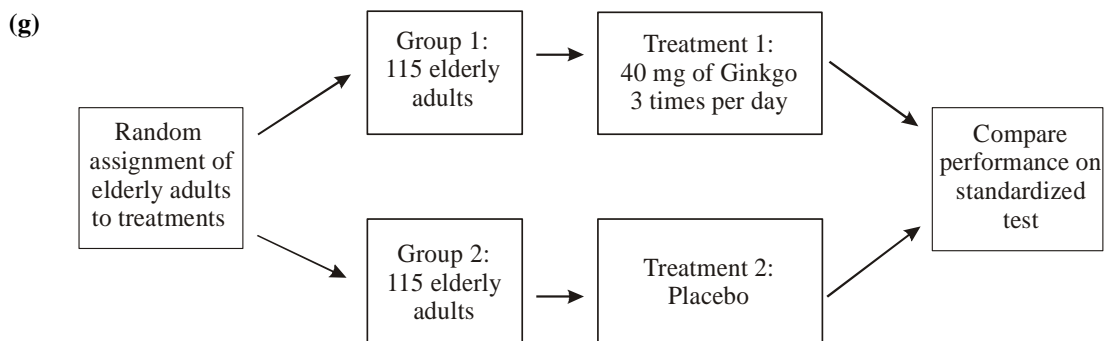 (g)
Group 1:
115 elderly
adults
Treatment 1:
40 mg of Ginkgo
3 times per day
Random
assignment of
elderly adults
to treatments
Compare
performance on
standardized
test
Group 2:
115 elderly
adults
Treatment 2:
Placebo